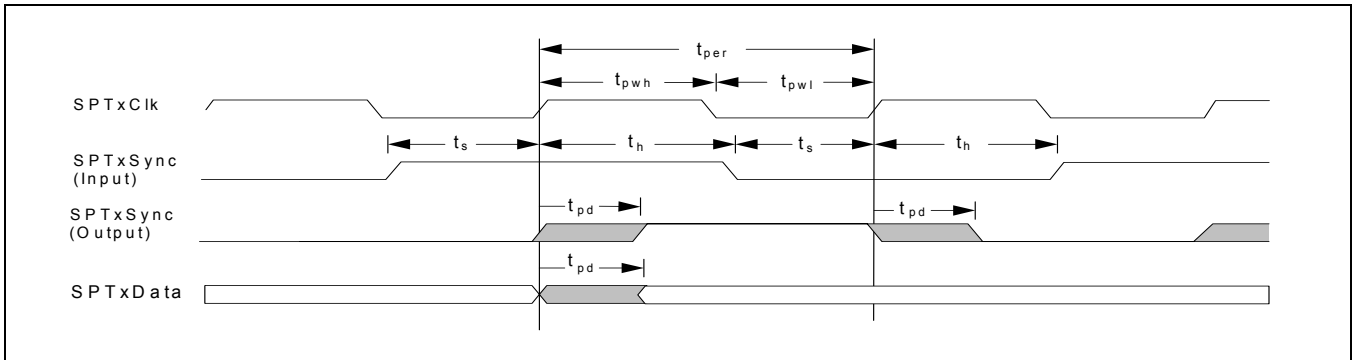 tper
tpwh tpwl
SPTxClk
ts th ts th
SPTxSync
(Input)
tpd tpd
SPTxSync
(Output)
tpd
SPTxData